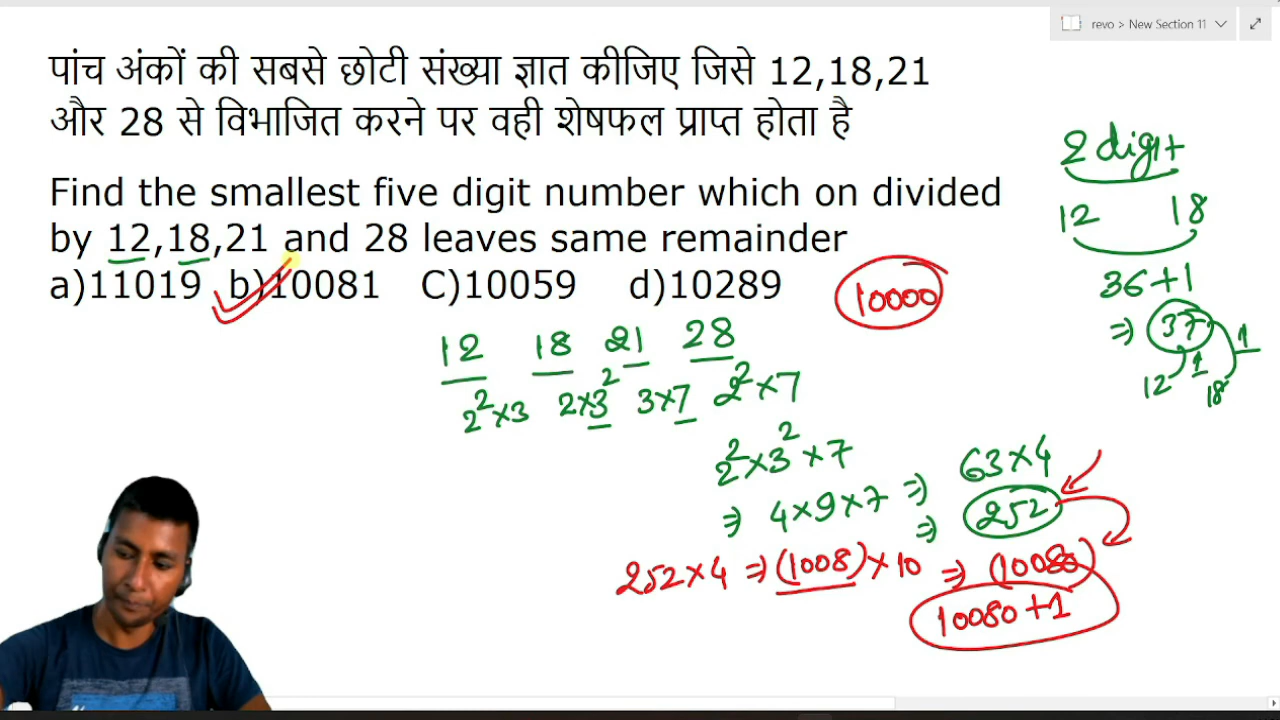 revo > New Section 11
पांच अंकों की सबसे छोटी संख्या ज्ञात कीजिए जिसे 12,18,21
और 28 से विभाजित करने पर वही शेषफल प्राप्त होता है
Find the smallest five digit number which on divided
by 12,18,21 and 28 leaves same remainder
a)11019 b)10081 C)10059 d)10289
10000
2 digit
12 18
36+1
⇒ 37
1 1
12 18
12 18 21 28
2²×3 2×3² 3×7 2²×7
2²×3²×7
⇒ 4×9×7 ⇒ 63×4
⇒ 252
252×4 ⇒ (1008)×10 ⇒ (10080)
10080+1